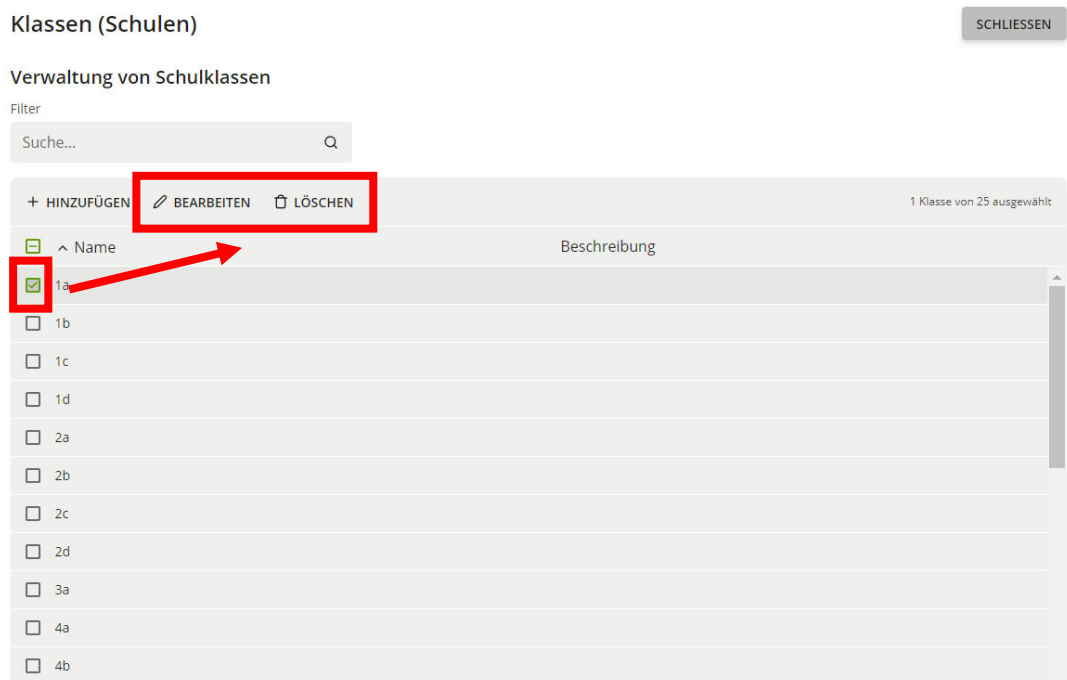 Klassen (Schulen)
SCHLIESSEN
Verwaltung von Schulklassen
Filter
Suche...
HINZUFÜGEN BEARBEITEN LÖSCHEN 1 Klasse von 25 ausgewählt
Name Beschreibung
1a
1b
1c
1d
2a
2b
2c
2d
3a
4a
4b